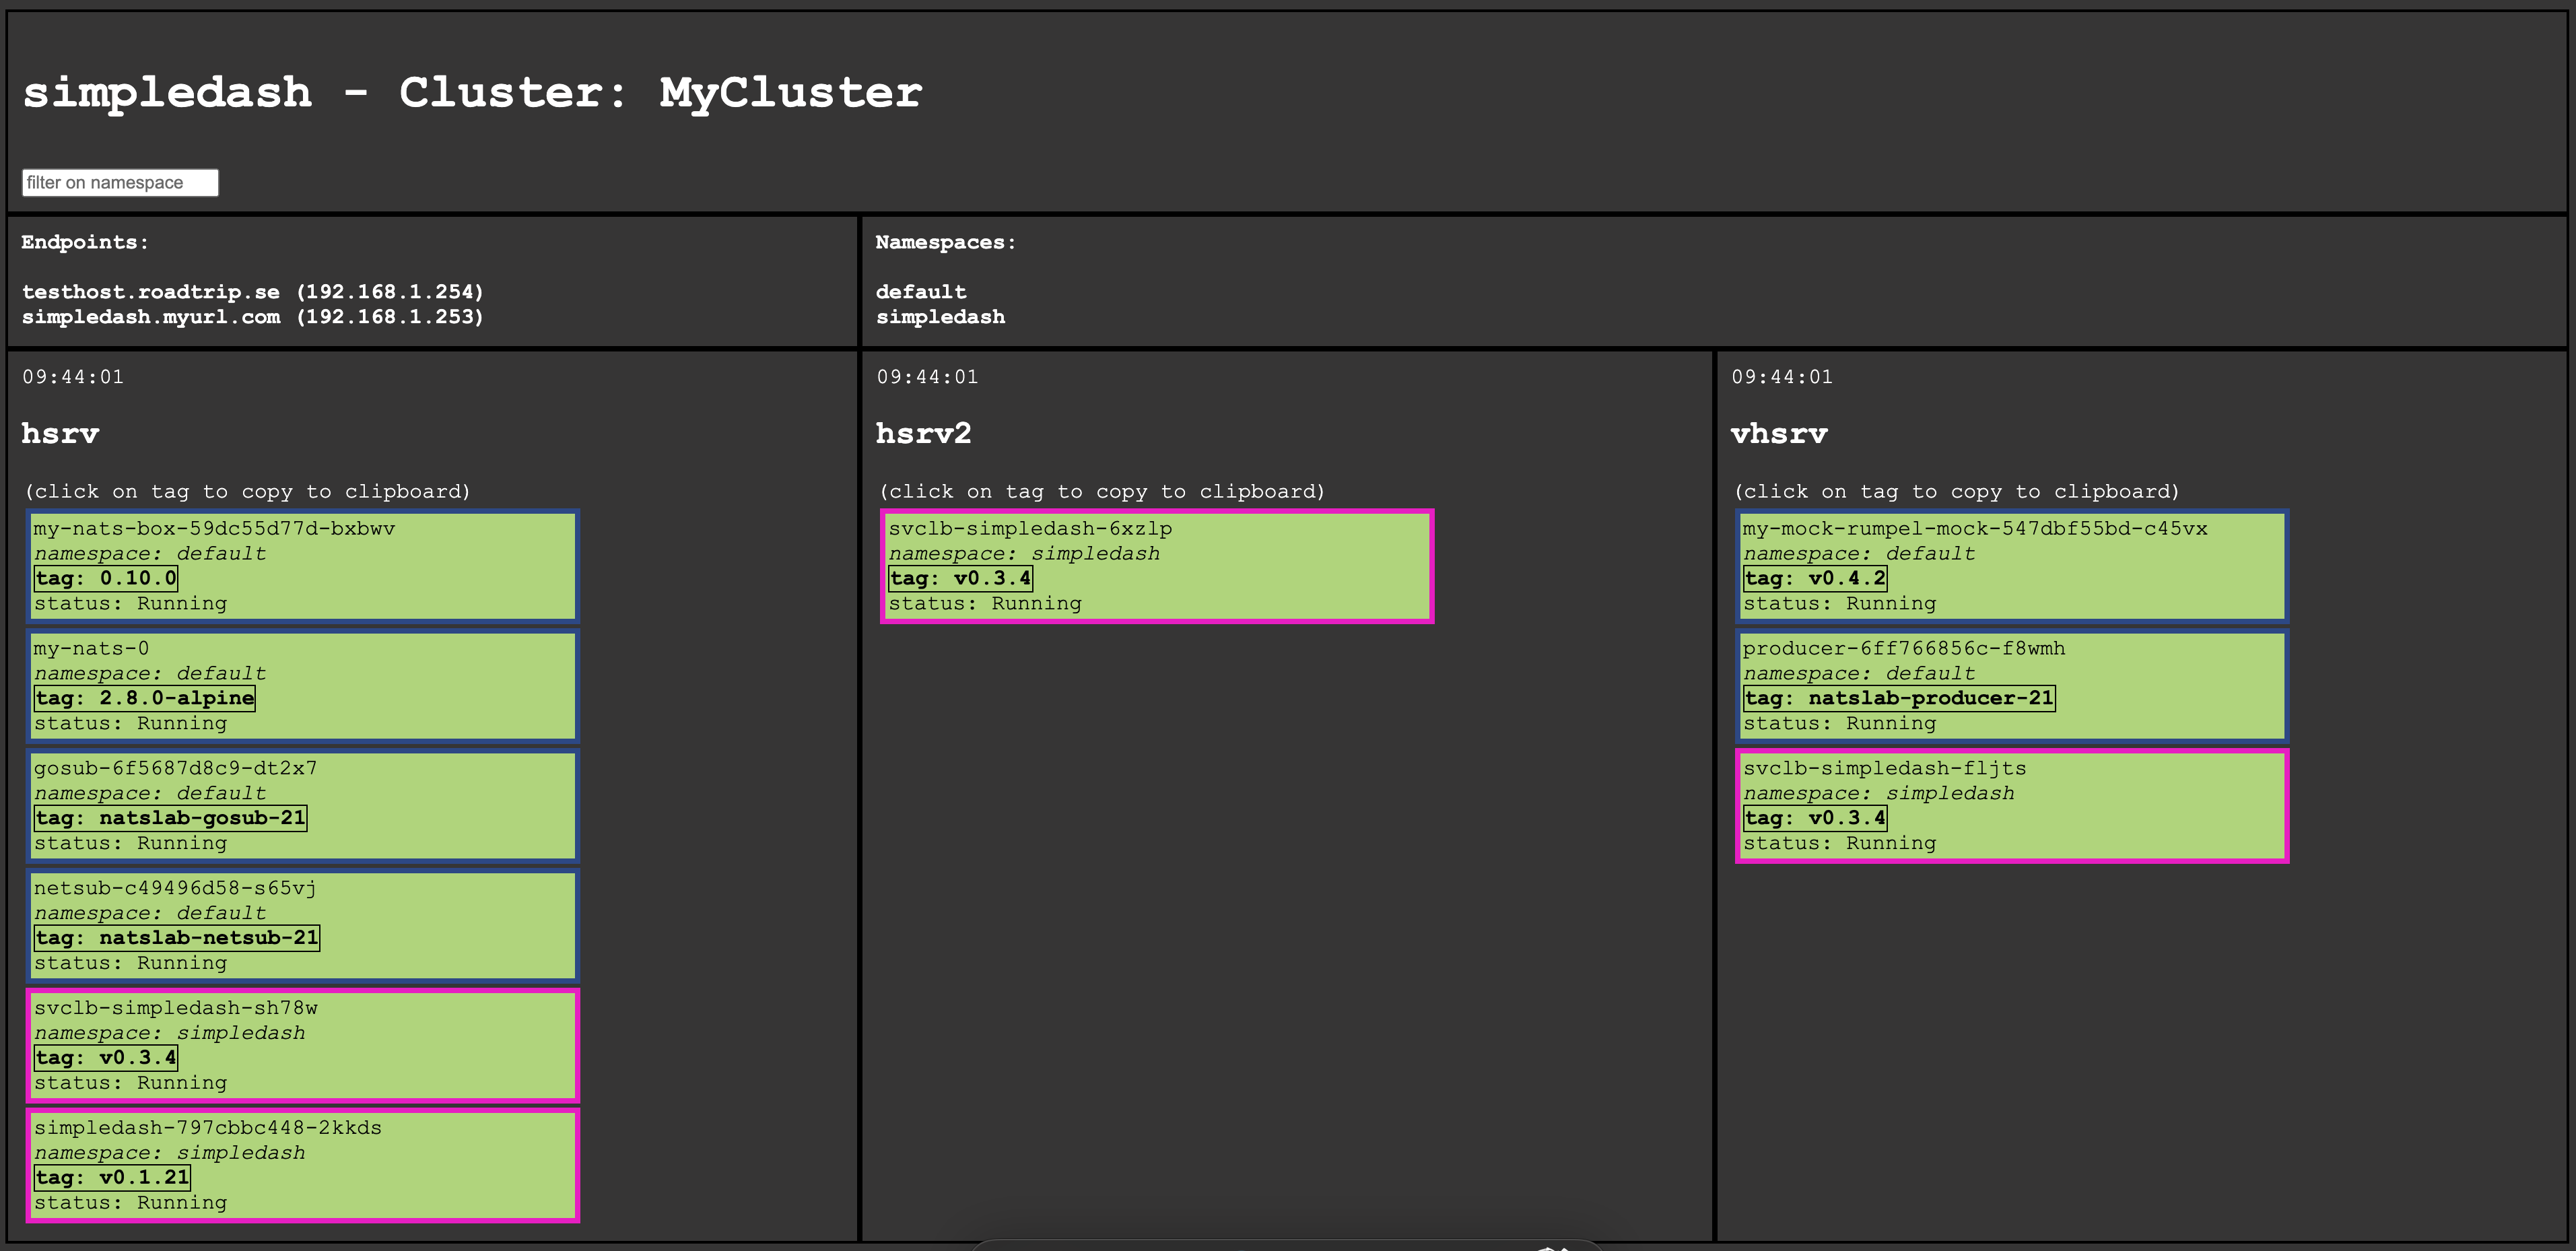 simpledash - Cluster: MyCluster
filter on namespace
Endpoints:
testhost.roadtrip.se (192.168.1.254)
simpledash.myurl.com (192.168.1.253)
Namespaces:
default
simpledash
09:44:01
hsrv
(click on tag to copy to clipboard)
my-nats-box-59dc55d77d-bxbwv
namespace: default
tag: 0.10.0
status: Running
my-nats-0
namespace: default
tag: 2.8.0-alpine
status: Running
gosub-6f5687d8c9-dt2x7
namespace: default
tag: natslab-gosub-21
status: Running
netsub-c49496d58-s65vj
namespace: default
tag: natslab-netsub-21
status: Running
svclb-simpledash-sh78w
namespace: simpledash
tag: v0.3.4
status: Running
simpledash-797cbbc448-2kkds
namespace: simpledash
tag: v0.1.21
status: Running
09:44:01
hsrv2
(click on tag to copy to clipboard)
svclb-simpledash-6xzlp
namespace: simpledash
tag: v0.3.4
status: Running
09:44:01
vhsrv
(click on tag to copy to clipboard)
my-mock-rumpel-mock-547dbf55bd-c45vx
namespace: default
tag: v0.4.2
status: Running
producer-6ff766856c-f8wmh
namespace: default
tag: natslab-producer-21
status: Running
svclb-simpledash-fljts
namespace: simpledash
tag: v0.3.4
status: Running